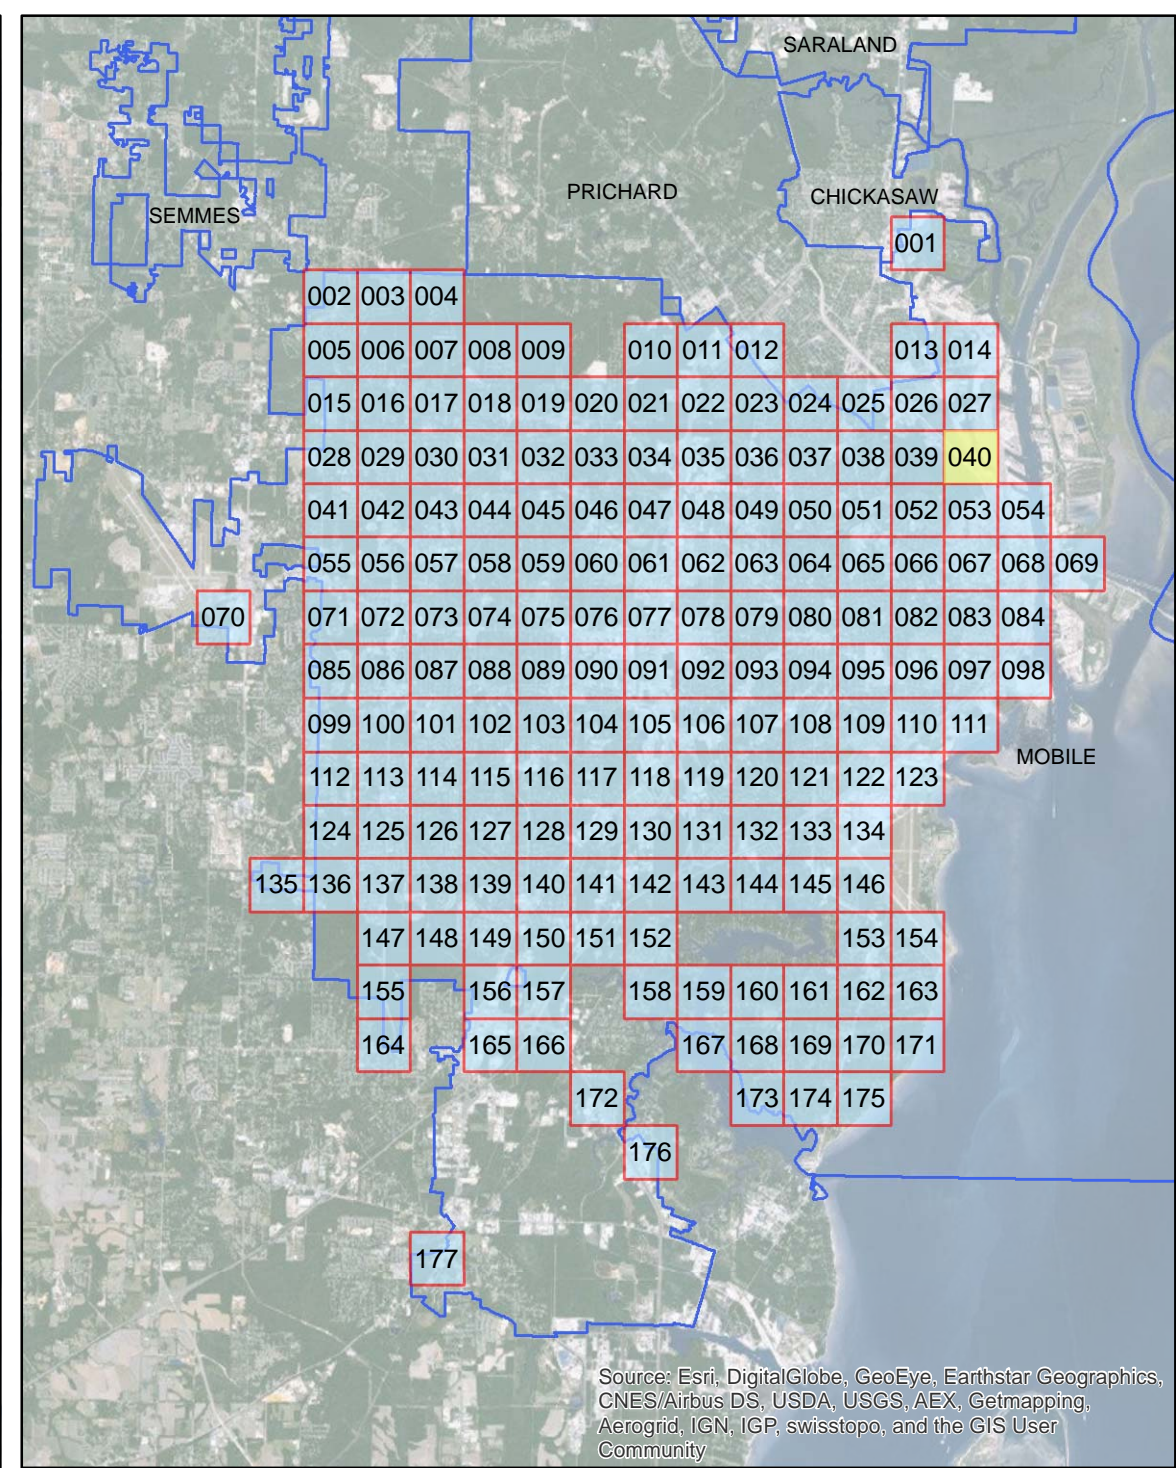 SARALAND
PRICHARD
CHICKASAW
SEMMES
001
002 003 004
005 006 007 008 009 010 011 012 013 014
015 016 017 018 019 020 021 022 023 024 025 026 027
028 029 030 031 032 033 034 035 036 037 038 039 040
041 042 043 044 045 046 047 048 049 050 051 052 053 054
055 056 057 058 059 060 061 062 063 064 065 066 067 068 069
070 071 072 073 074 075 076 077 078 079 080 081 082 083 084
085 086 087 088 089 090 091 092 093 094 095 096 097 098
099 100 101 102 103 104 105 106 107 108 109 110 111
MOBILE
112 113 114 115 116 117 118 119 120 121 122 123
124 125 126 127 128 129 130 131 132 133 134
135 136 137 138 139 140 141 142 143 144 145 146
147 148 149 150 151 152 153 154
155 156 157 158 159 160 161 162 163
164 165 166 167 168 169 170 171
172 173 174 175
176
177
Source: Esri, DigitalGlobe, GeoEye, Earthstar Geographics,
CNES/Airbus DS, USDA, USGS, AEX, Getmapping,
Aerogrid, IGN, IGP, swisstopo, and the GIS User
Community